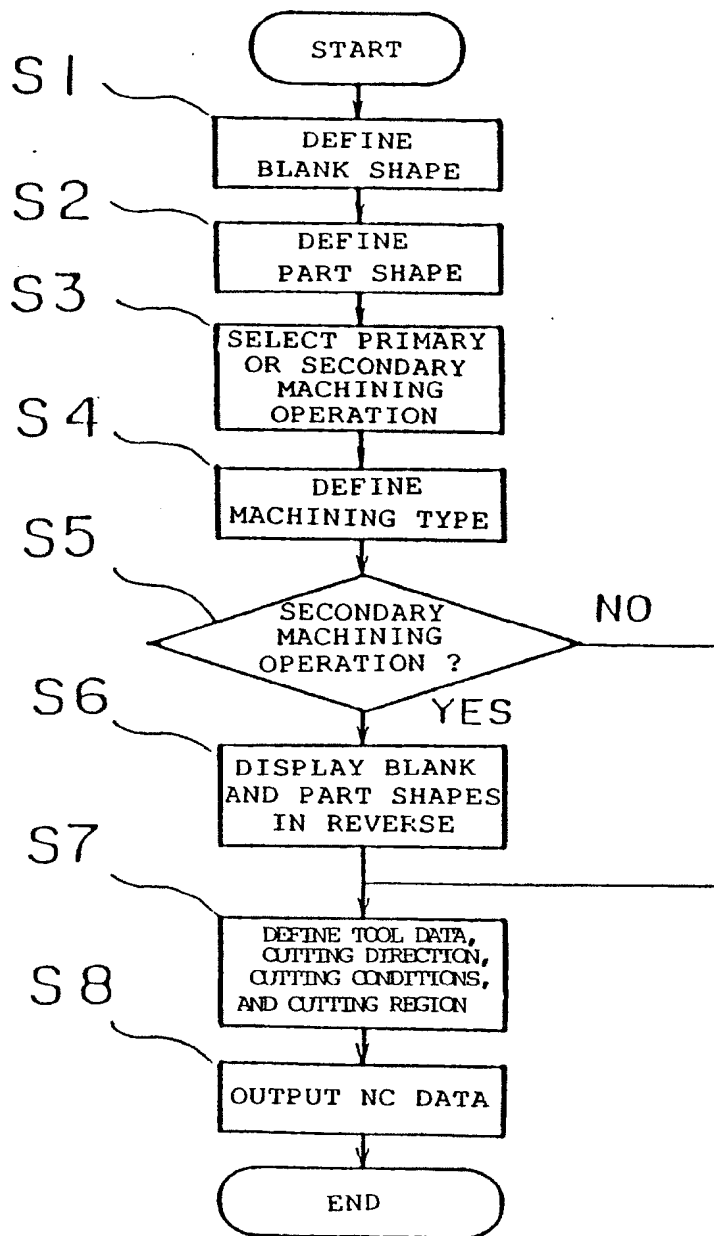 START
S1
DEFINE
BLANK SHAPE
S2
DEFINE
PART SHAPE
S3
SELECT PRIMARY
OR SECONDARY
MACHINING
OPERATION
S4
DEFINE
MACHINING TYPE
S5
SECONDARY
MACHINING
OPERATION ?
NO
YES
S6
DISPLAY BLANK
AND PART SHAPES
IN REVERSE
S7
DEFINE TOOL DATA,
CUTTING DIRECTION,
CUTTING CONDITIONS,
AND CUTTING REGION
S8
OUTPUT NC DATA
END